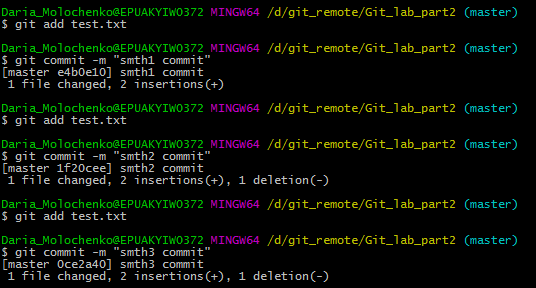 Daria_Molochenko@EPUAKYIW0372 MINGW64 /d/git_remote/Git_lab_part2 (master)
$ git add test.txt
Daria_Molochenko@EPUAKYIW0372 MINGW64 /d/git_remote/Git_lab_part2 (master)
$ git commit -m "smth1 commit"
[master e4b0e10] smth1 commit
 1 file changed, 2 insertions(+)
Daria_Molochenko@EPUAKYIW0372 MINGW64 /d/git_remote/Git_lab_part2 (master)
$ git add test.txt
Daria_Molochenko@EPUAKYIW0372 MINGW64 /d/git_remote/Git_lab_part2 (master)
$ git commit -m "smth2 commit"
[master 1f20cee] smth2 commit
 1 file changed, 2 insertions(+), 1 deletion(-)
Daria_Molochenko@EPUAKYIW0372 MINGW64 /d/git_remote/Git_lab_part2 (master)
$ git add test.txt
Daria_Molochenko@EPUAKYIW0372 MINGW64 /d/git_remote/Git_lab_part2 (master)
$ git commit -m "smth3 commit"
[master 0ce2a40] smth3 commit
 1 file changed, 2 insertions(+), 1 deletion(-)